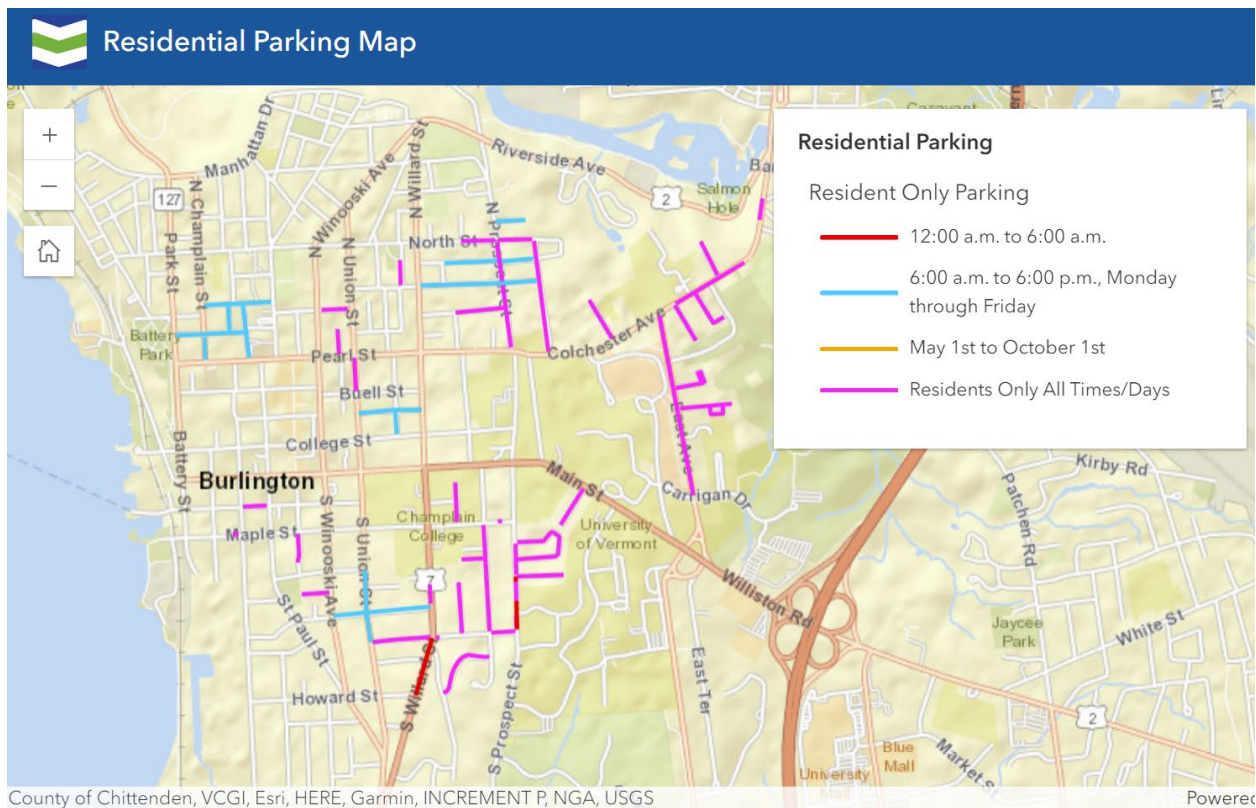 Residential Parking Map
+
−
Residential Parking
Resident Only Parking
12:00 a.m. to 6:00 a.m.
6:00 a.m. to 6:00 p.m., Monday
through Friday
May 1st to October 1st
Residents Only All Times/Days
Manhattan Dr
127
Park St
N Champlain St
N Winooski Ave
N Union St
N Willard St
Riverside Ave
2
Salmon
Hole
North St
Battery
Park
Pearl St
Colchester Ave
Buell St
East Ave
College St
Battery St
Burlington
Main St
Carrigan Dr
Kirby Rd
Patchen Rd
Maple St
S Winooski Ave
S Union St
Champlain
College
University
of Vermont
7
Williston Rd
St Paul St
Jaycee
Park
White St
Howard St
S Willard St
S Prospect St
East Ter
2
Blue
Mall
Market St
University
County of Chittenden, VCGI, Esri, HERE, Garmin, INCREMENT P, NGA, USGS
Powered